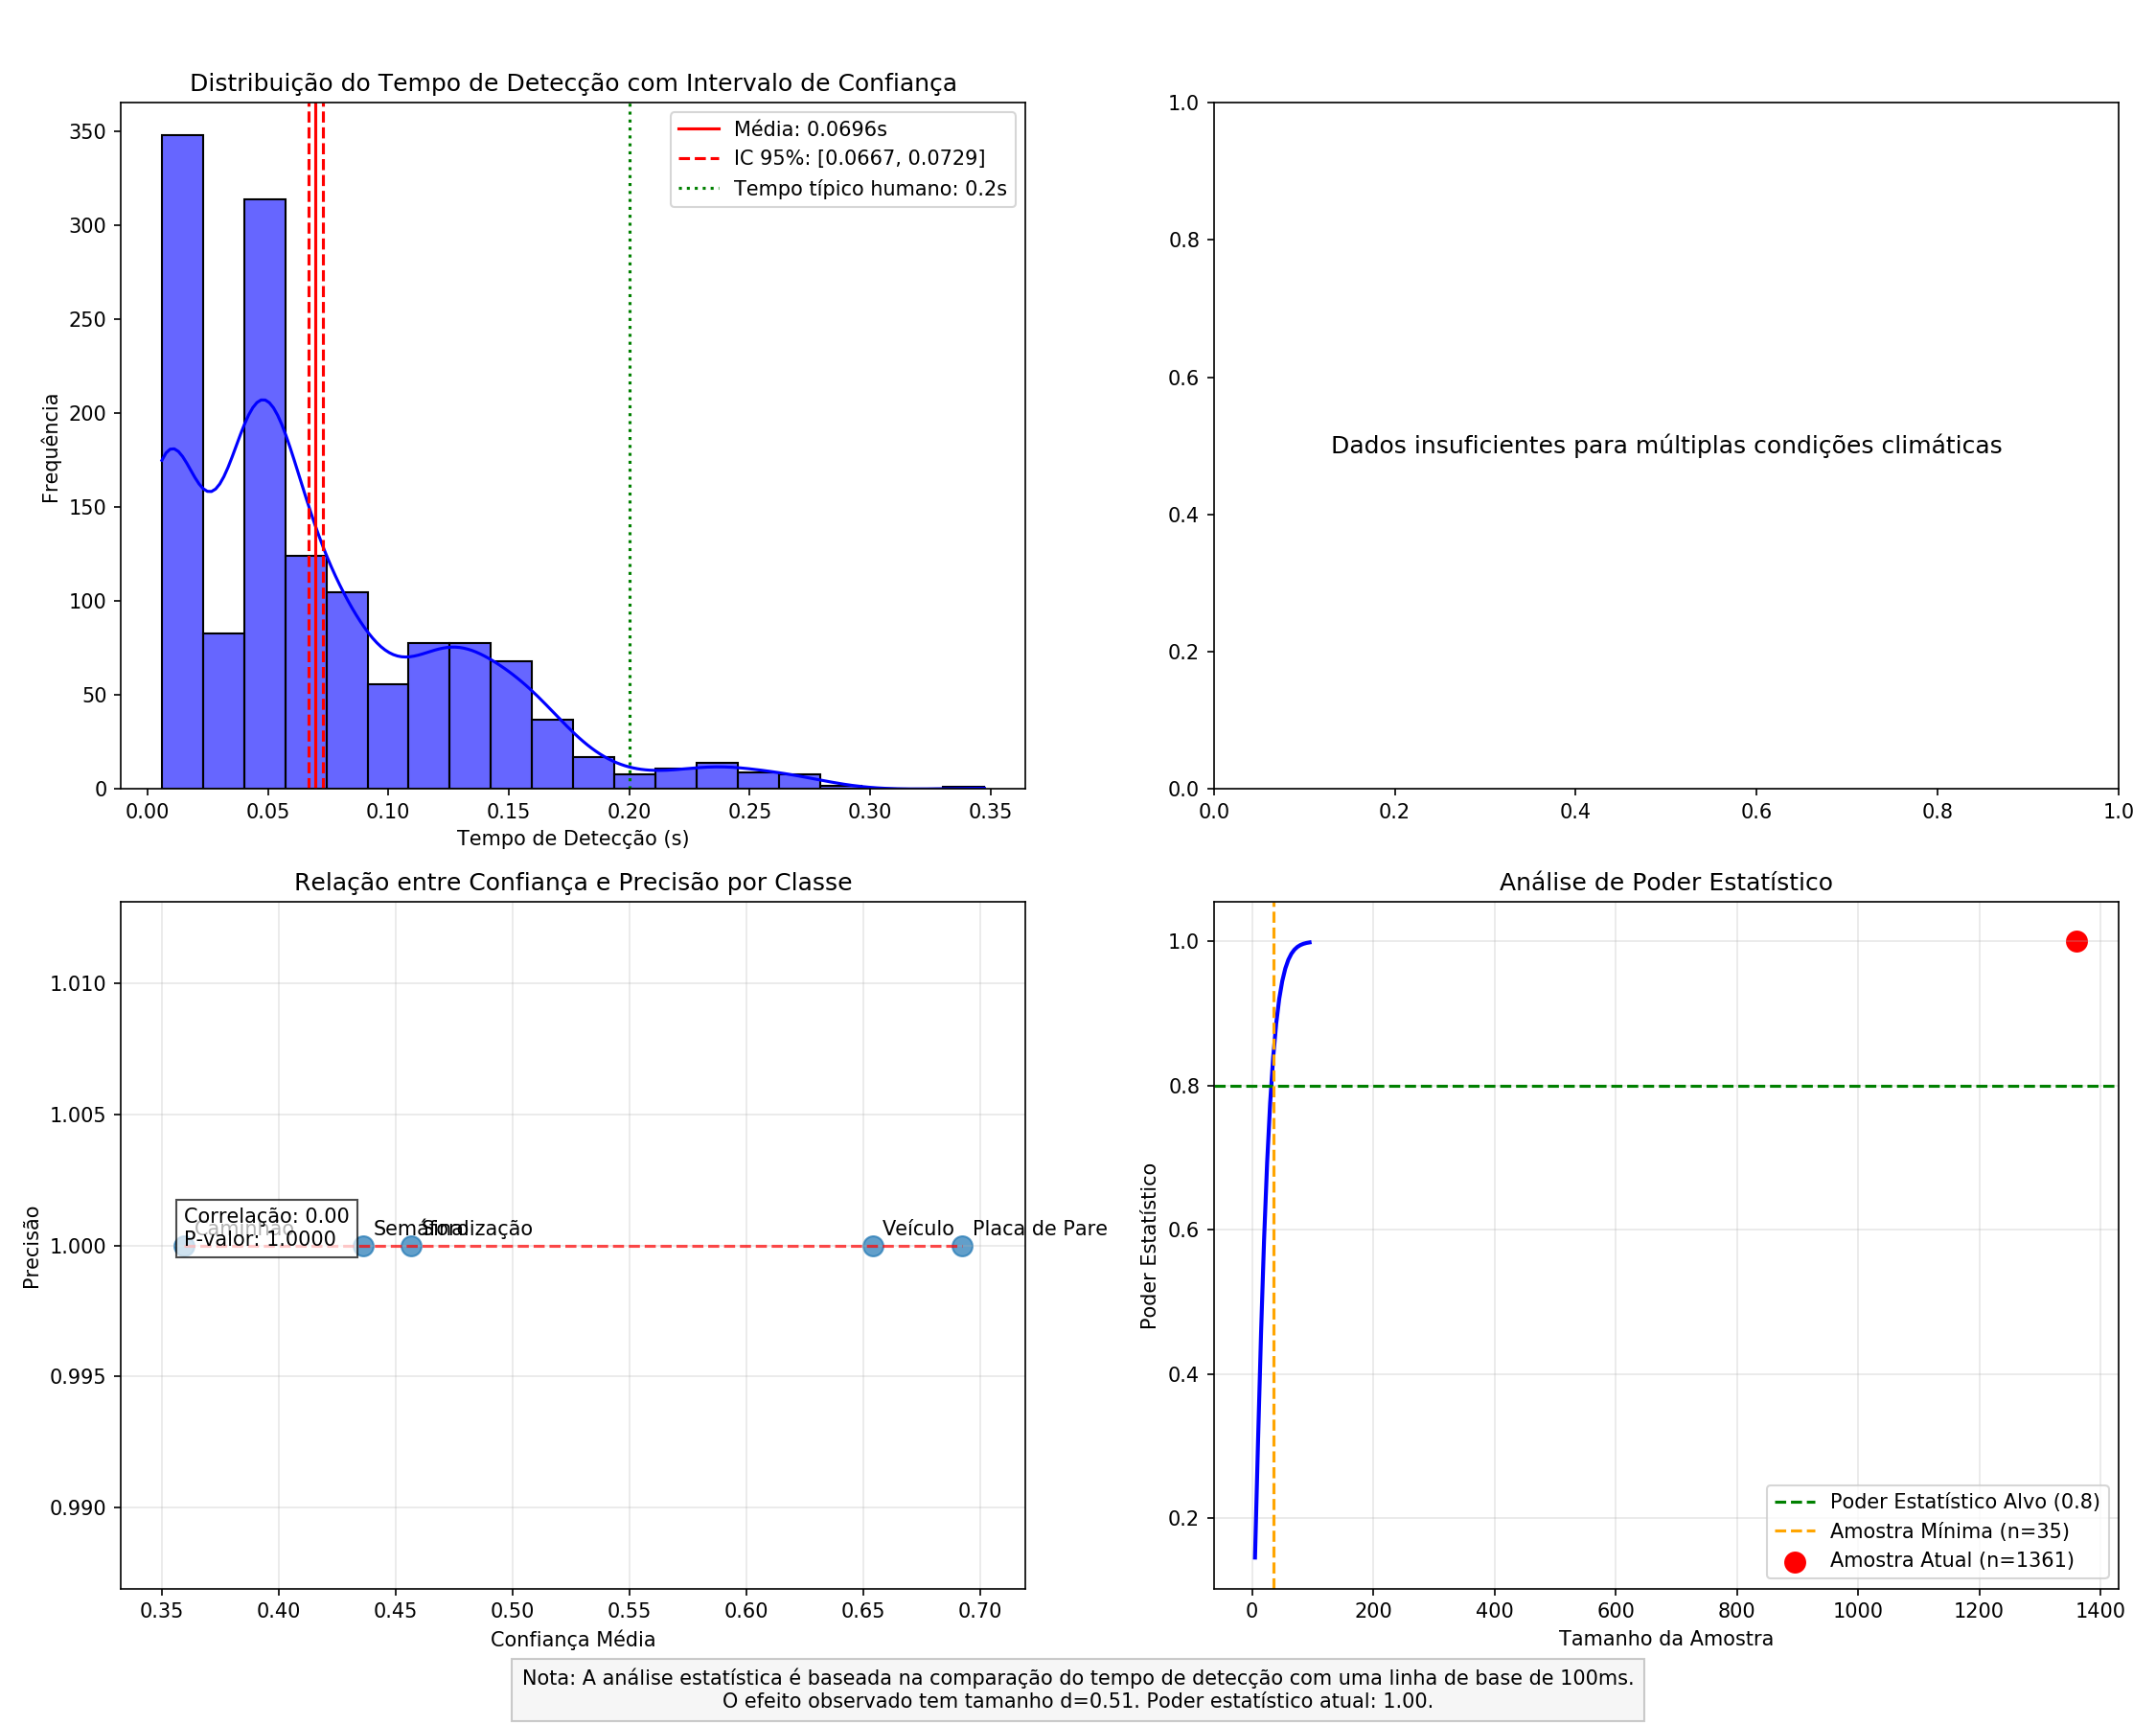 Distribuição do Tempo de Detecção com Intervalo de Confiança
350
300
250
200
150
100
50
0
Frequência
Média: 0.0696s
IC 95%: [0.0667, 0.0729]
Tempo típico humano: 0.2s
0.00 0.05 0.10 0.15 0.20 0.25 0.30 0.35
Tempo de Detecção (s)
1.0
0.8
0.6
0.4
0.2
0.0
Dados insuficientes para múltiplas condições climáticas
0.0 0.2 0.4 0.6 0.8 1.0
Relação entre Confiança e Precisão por Classe
1.010
1.005
1.000
0.995
0.990
Precisão
Correlação: 0.00
P-valor: 1.0000
Caminhão
Semáforo
Sinalização
Veículo
Placa de Pare
0.35 0.40 0.45 0.50 0.55 0.60 0.65 0.70
Confiança Média
Análise de Poder Estatístico
1.0
0.8
0.6
0.4
0.2
Poder Estatístico
Poder Estatístico Alvo (0.8)
Amostra Mínima (n=35)
Amostra Atual (n=1361)
0 200 400 600 800 1000 1200 1400
Tamanho da Amostra
Nota: A análise estatística é baseada na comparação do tempo de detecção com uma linha de base de 100ms.
O efeito observado tem tamanho d=0.51. Poder estatístico atual: 1.00.